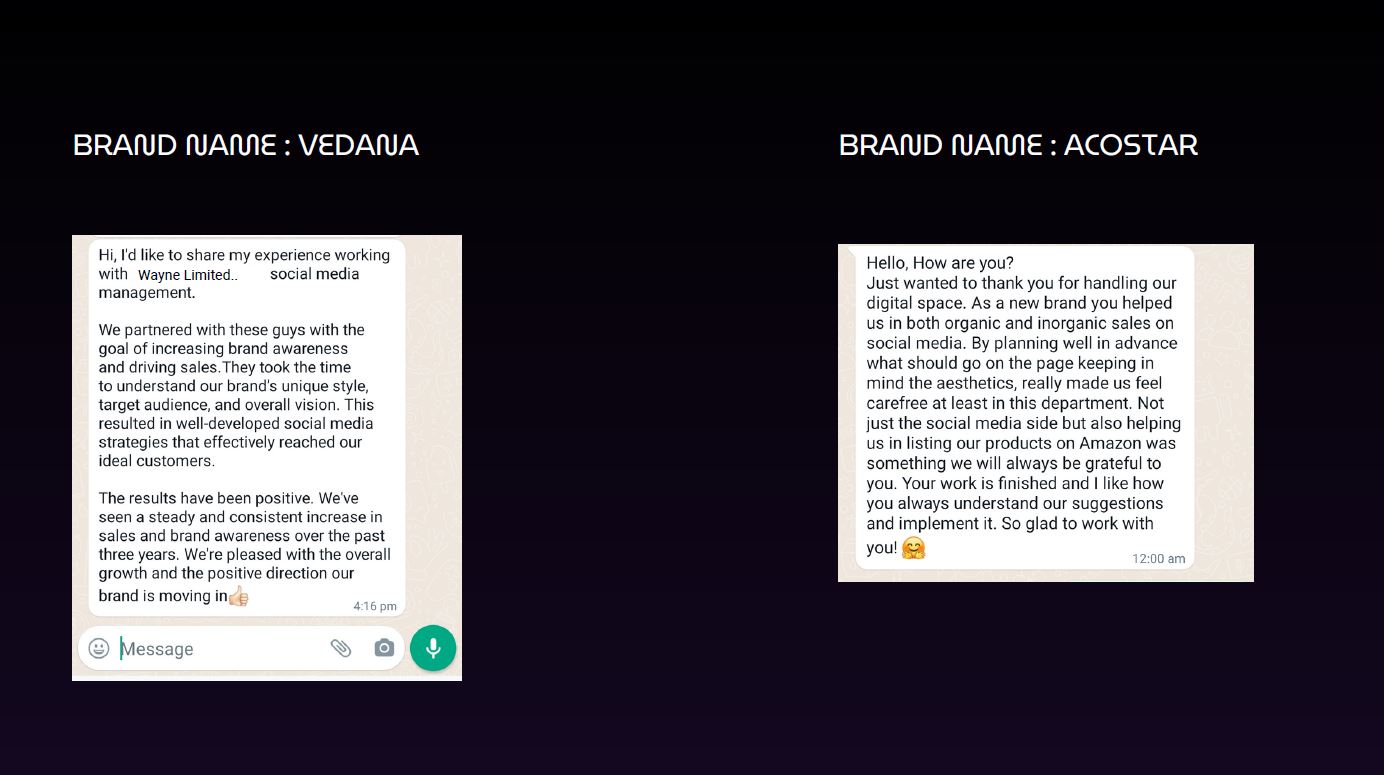 BRAND NAME : VEDANA
Hi, I'd like to share my experience working
with Wayne Limited.. social media
management.
We partnered with these guys with the
goal of increasing brand awareness
and driving sales.They took the time
to understand our brand's unique style,
target audience, and overall vision. This
resulted in well-developed social media
strategies that effectively reached our
ideal customers.
The results have been positive. We've
seen a steady and consistent increase in
sales and brand awareness over the past
three years. We're pleased with the overall
growth and the positive direction our
brand is moving in👍🏻
4:16 pm
Message
BRAND NAME : ACOSTAR
Hello, How are you?
Just wanted to thank you for handling our
digital space. As a new brand you helped
us in both organic and inorganic sales on
social media. By planning well in advance
what should go on the page keeping in
mind the aesthetics, really made us feel
carefree at least in this department. Not
just the social media side but also helping
us in listing our products on Amazon was
something we will always be grateful to
you. Your work is finished and I like how
you always understand our suggestions
and implement it. So glad to work with
you! 🤗
12:00 am